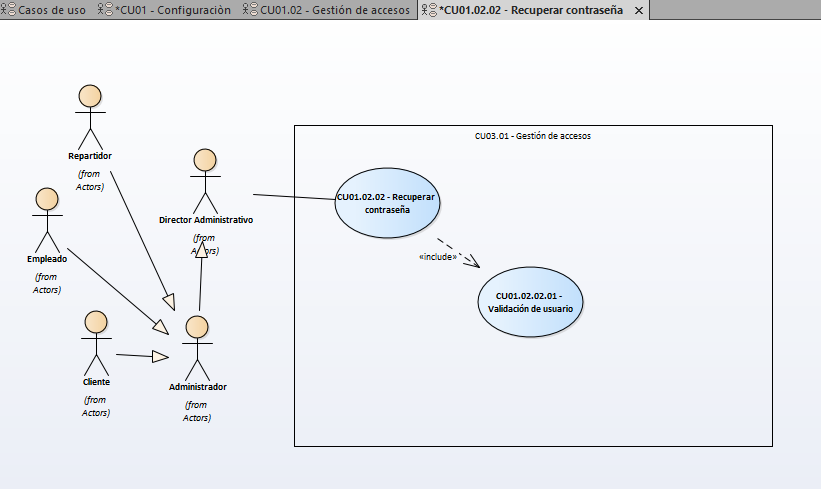 Casos de uso
*CU01 - Configuraciòn
CU01.02 - Gestión de accesos
*CU01.02.02 - Recuperar contraseña
CU03.01 - Gestión de accesos
Repartidor
(from
Actors)
Director Administrativo
(from
Actors)
CU01.02.02 - Recuperar
contraseña
Empleado
(from
Actors)
«include»
CU01.02.02.01 -
Validación de usuario
Cliente
(from
Actors)
Administrador
(from
Actors)